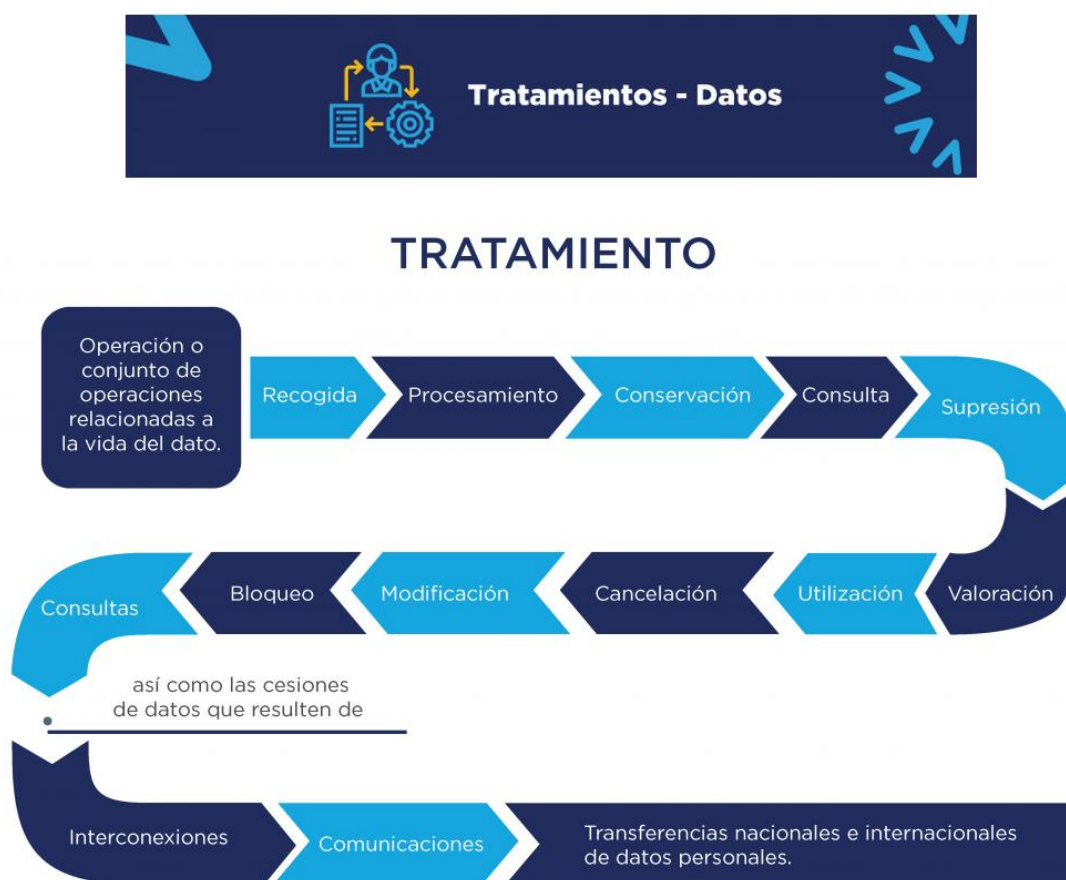 Tratamientos - Datos
TRATAMIENTO
Operación o
conjunto de
operaciones
relacionadas a
la vida del dato.
Recogida
Procesamiento
Conservación
Consulta
Supresión
Valoración
Utilización
Cancelación
Modificación
Bloqueo
Consultas
así como las cesiones
de datos que resulten de
Interconexiones
Comunicaciones
Transferencias nacionales e internacionales
de datos personales.